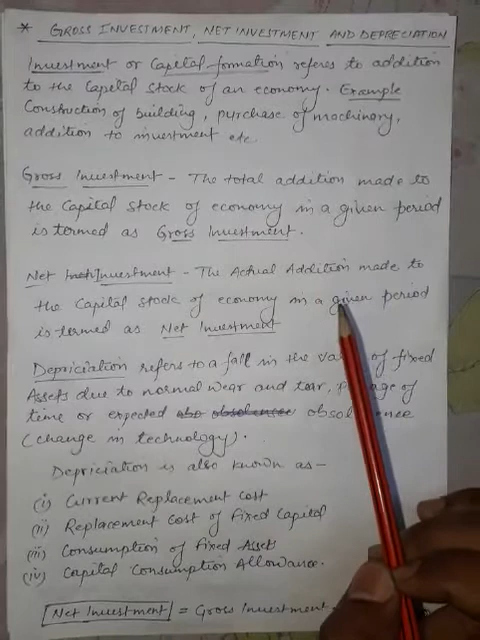 * GROSS INVESTMENT, NET INVESTMENT AND DEPRECIATION
Investment or Capital formation referes to addition
to the Capital Stock of an economy. Example
Construction of building, purchase of machinary,
addition to investment etc.
Gross Investment - The total addition made to
the Capital Stock of economy in a given period
is termed as Gross Investment.
Net Investment - The Actual Addition made to
the Capital Stock of economy in a given period
is termed as Net Investment
Depriciation refers to a fall in the of fixed
Assets due to normal wear and tear, of
time or expected
(change in technology).
Depriciation is also known as -
(i) Current Replacement cost
(ii) Replacement Cost of Fixed Capital
(iii) Consumption of Fixed Asset
(iv) Capital Consumption Allowance.
Net Investment = Gross Investment -